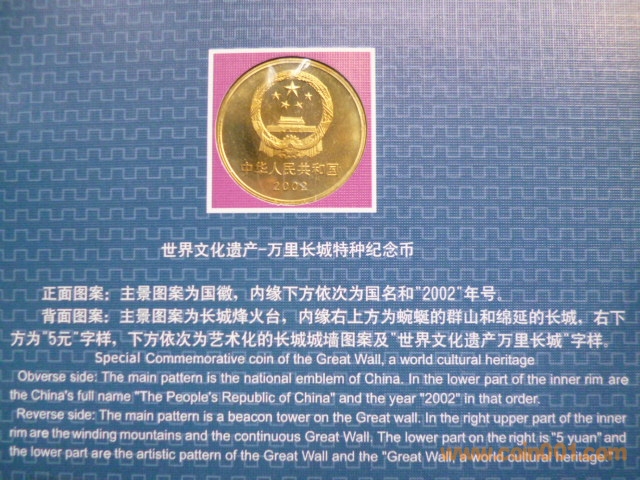 中华人民共和国
2002
世界文化遗产-万里长城特种纪念币
正面图案：主景图案为国徽，内缘下方依次为国名和"2002"年号。
背面图案：主景图案为长城烽火台，内缘右上方为蜿蜒的群山和绵延的长城，右下
方为"5元"字样，下方依次为艺术化的长城城墙图案及"世界文化遗产万里长城"字样。
Special Commemorative coin of the Great Wall, a world cultural heritage
Obverse side: The main pattern is the national emblem of China. In the lower part of the inner rim are
the China's full name "The People's Republic of China" and the year "2002" in that order.
Reverse side: The main pattern is a beacon tower on the Great wall. In the right upper part of the inner
rim are the winding mountains and the continuous Great Wall. The lower part on the right is "5 yuan" and
the lower part are the artistic pattern of the Great Wall and the "Great Wall, a world cultural heritage"
www.coin001.com